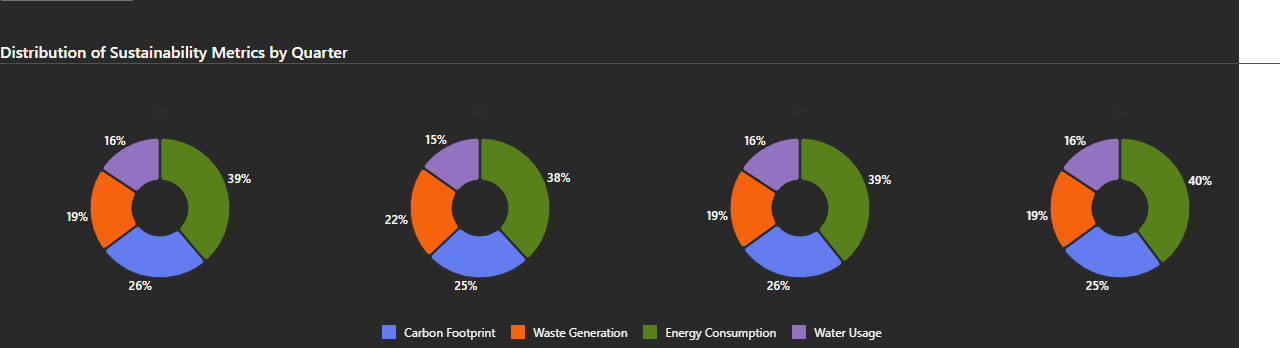 Distribution of Sustainability Metrics by Quarter
Q1 Q2 Q3 Q4
16% 39% 19% 26%
15% 38% 22% 25%
16% 39% 19% 26%
16% 40% 19% 25%
Carbon Footprint Waste Generation Energy Consumption Water Usage